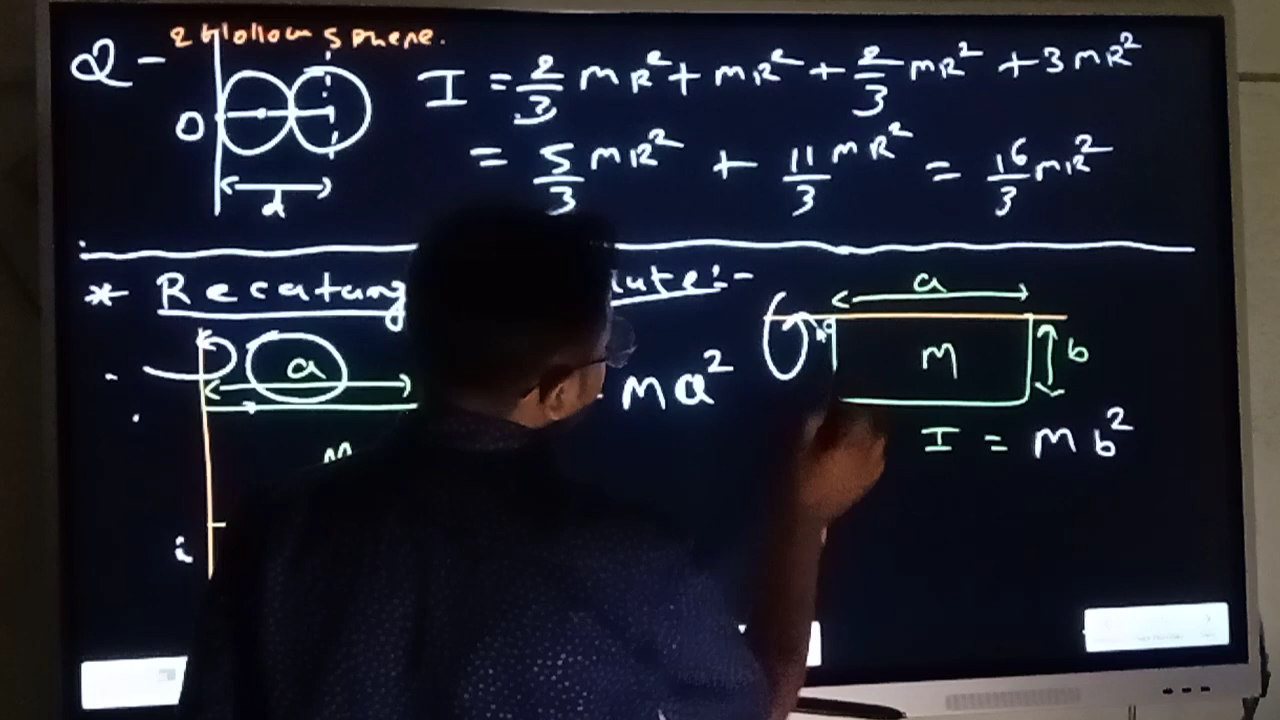 2 Hollow sphere.
Q - I = 2/3 mR² + mR² + 2/3 mR² + 3mR²
O
= 5/3 mR² + 11/3 mR² = 16/3 mR²
d
* Recatang late:-
a
a
m b
ma²
m
I = mb²
i